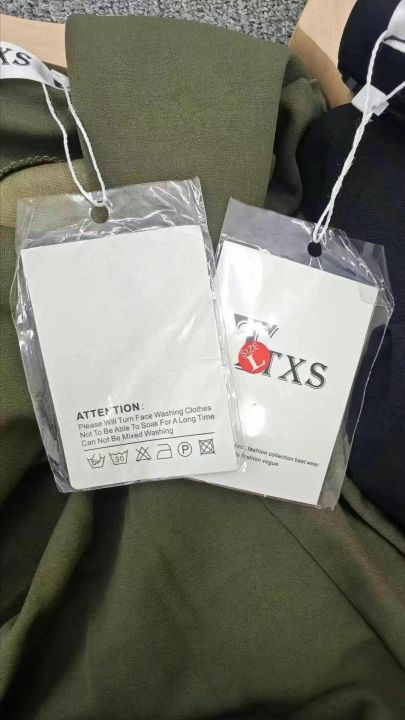 XS
ATTENTION:
Please Will Turn Face Washing Clothes
Not To Be Able To Soak For A Long Time
Can Not Be Mixed Washing
30
P
SIZE
L
TXS
fashion collection best wear
fashion vogue